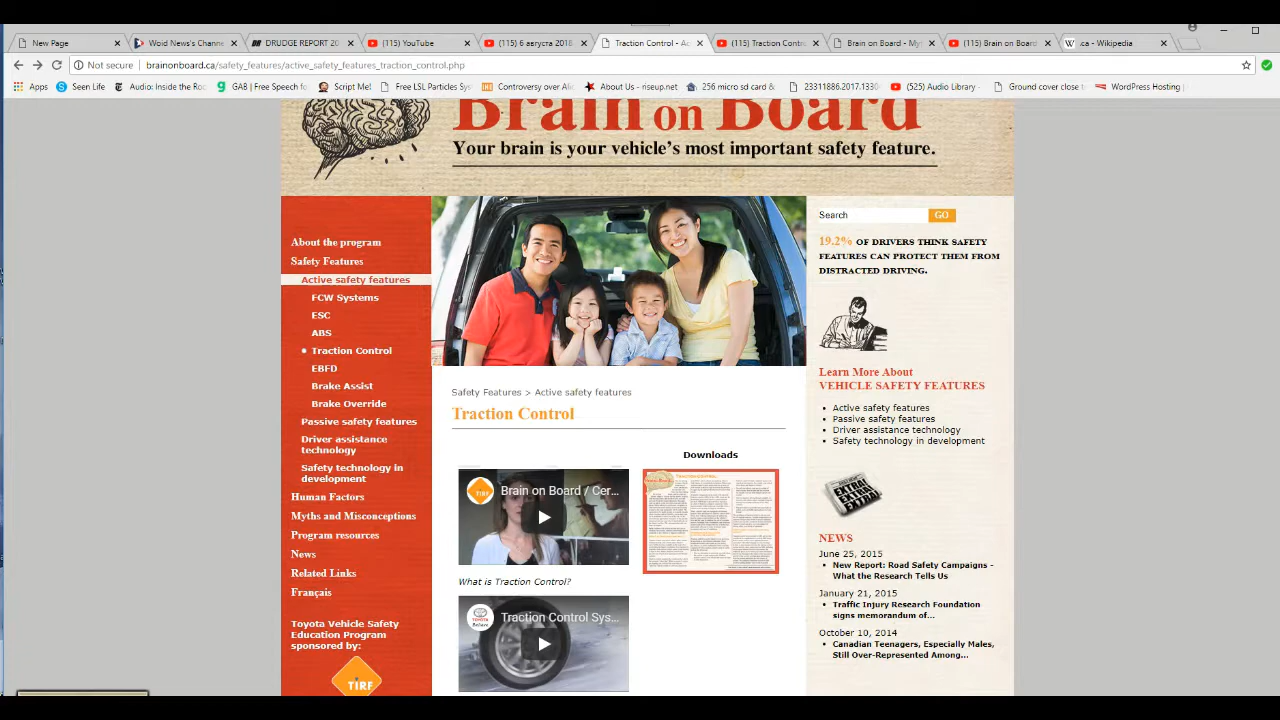 New Page
Woid News's Channe
DRUDGE REPORT 20
(115) YouTube
(115) 6 августа 2018
Traction Control - Ac
(115) Traction Contr
Brain on Board - Myt
(115) Brain on Board
.ca - Wikipedia
Not secure
brainonboard.ca/safety_features/active_safety_features_traction_control.php
Apps
Seen Life
Audio: Inside the Roo
GAB | Free Speech fo
Script Me!
Free LSL Particles Sys
Controversy over Alim
About Us - riseup.net
256 micro sd card &
23311886.2017.1330
(525) Audio Library -
Ground cover close t
WordPress Hosting |
Brain on Board
Your brain is your vehicle's most important safety feature.
About the program
Safety Features
Active safety features
FCW Systems
ESC
ABS
Traction Control
EBFD
Brake Assist
Brake Override
Passive safety features
Driver assistance
technology
Safety technology in
development
Human Factors
Myths and Misconceptions
Program resources
News
Related Links
Français
Toyota Vehicle Safety
Education Program
sponsored by:
TIRF
Safety Features > Active safety features
Traction Control
Downloads
TIRF
Brain on Board / Cer...
What is Traction Control?
TOYOTA
Traction Control Sys...
Search
GO
19.2% OF DRIVERS THINK SAFETY
FEATURES CAN PROTECT THEM FROM
DISTRACTED DRIVING.
Learn More About
VEHICLE SAFETY FEATURES
Active safety features
Passive safety features
Driver assistance technology
Safety technology in development
NEWS
June 25, 2015
New Report: Road Safety Campaigns -
What the Research Tells Us
January 21, 2015
Traffic Injury Research Foundation
signs memorandum of...
October 10, 2014
Canadian Teenagers, Especially Males,
Still Over-Represented Among...